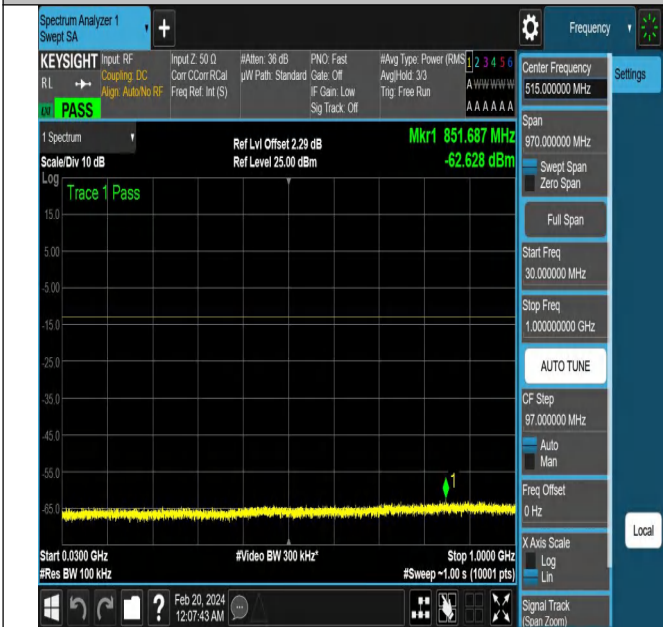 Spectrum Analyzer 1
Swept SA
+
Frequency
KEYSIGHT
RL
PASS
Input: RF
Coupling: DC
Align: Auto/No RF
Input Z: 50 Ω
Corr CCorr RCal
Freq Ref: Int (S)
#Atten: 36 dB
µW Path: Standard
PNO: Fast
Gate: Off
IF Gain: Low
Sig Track: Off
#Avg Type: Power (RMS
Avg|Hold: 3/3
Trig: Free Run
1 2 3 4 5 6
A W W W W W
A A A A A A
1 Spectrum
Scale/Div 10 dB
Ref Lvl Offset 2.29 dB
Ref Level 25.00 dBm
Mkr1 851.687 MHz
-62.628 dBm
Log
Trace 1 Pass
15.0
5.00
-5.00
-15.0
-25.0
-35.0
-45.0
-55.0
-65.0
1
Start 0.0300 GHz
#Res BW 100 kHz
#Video BW 300 kHz*
Stop 1.0000 GHz
#Sweep ~1.00 s (10001 pts)
?
Feb 20, 2024
12:07:43 AM
Center Frequency
515.000000 MHz
Span
970.000000 MHz
Swept Span
Zero Span
Full Span
Start Freq
30.000000 MHz
Stop Freq
1.000000000 GHz
AUTO TUNE
CF Step
97.000000 MHz
Auto
Man
Freq Offset
0 Hz
X Axis Scale
Log
Lin
Signal Track
(Span Zoom)
Settings
Local